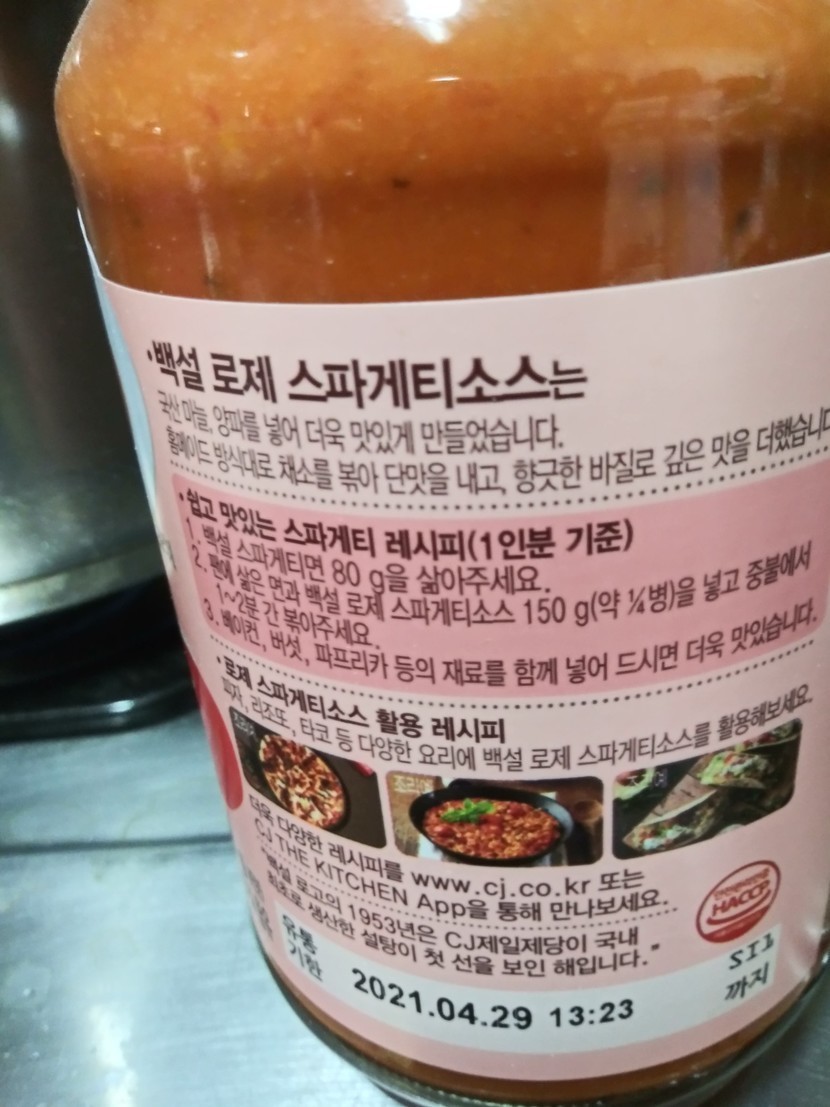 ·백설 로제 스파게티소스는
국산 마늘, 양파를 넣어 더욱 맛있게 만들었습니다.
홈메이드 방식대로 채소를 볶아 단맛을 내고, 향긋한 바질로 깊은 맛을 더했습니다
·쉽고 맛있는 스파게티 레시피(1인분 기준)
1. 백설 스파게티면 80 g을 삶아주세요.
2. 팬에 삶은 면과 백설 로제 스파게티소스 150 g(약 ¼병)을 넣고 중불에서
1~2분 간 볶아주세요.
3. 베이컨, 버섯, 파프리카 등의 재료를 함께 넣어 드시면 더욱 맛있습니다.
·로제 스파게티소스 활용 레시피
피자, 리조또, 타코 등 다양한 요리에 백설 로제 스파게티소스를 활용해보세요.
조리예
조리예
더욱 다양한 레시피를 www.cj.co.kr 또는
CJ THE KITCHEN App을 통해 만나보세요.
"백설 로고의 1953년은 CJ제일제당이 국내
최초로 생산한 설탕이 첫 선을 보인 해입니다."
HACCP
유통
기한
2021.04.29 13:23
SI1
까지